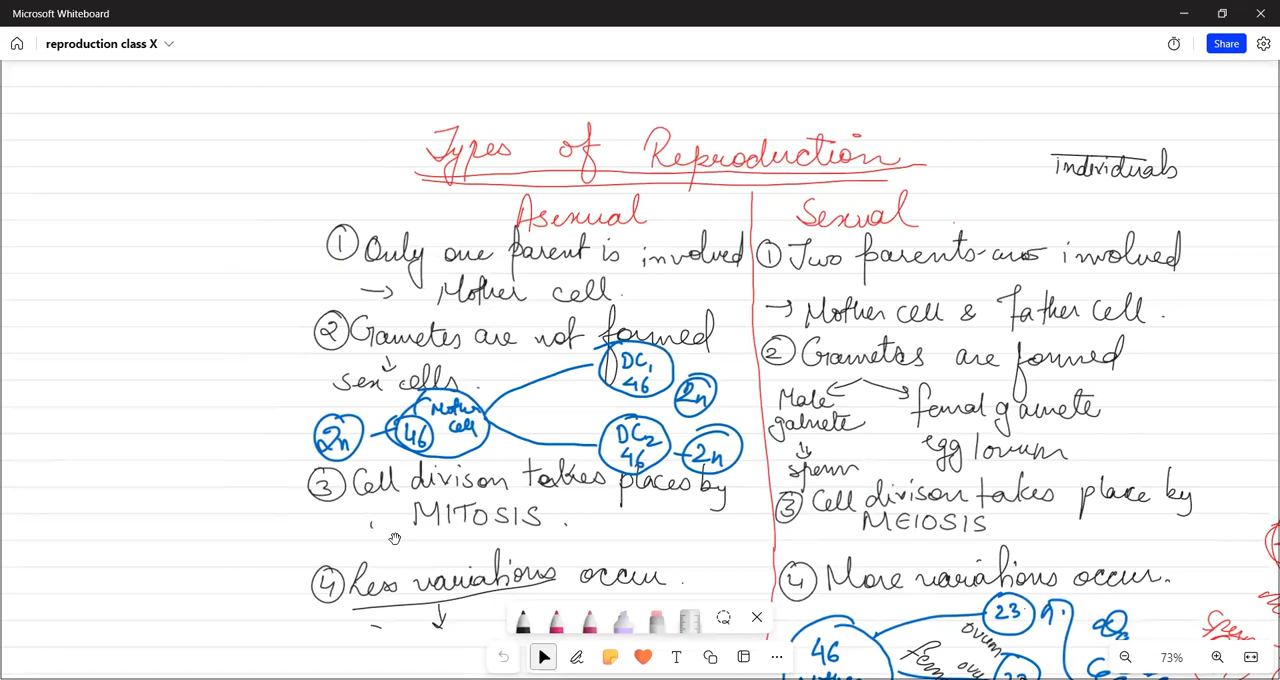 Microsoft Whiteboard
reproduction class X
Share
Types of Reproduction
individuals
Asexual
① Only one parent is involved
→ Mother cell.
② Gametes are not formed
sex cells.
2n
46
Mother cell
DC1
46
2n
DC2
46
2n
③ Cell divison takes places by
MITOSIS.
④ Less variations occur.
Sexual
① Two parents are involved
→ Mother cell & Father cell.
② Gametes are formed
Male
gamete
sperm
femal gamete
egg/ovum
③ Cell divison takes place by
MEIOSIS
④ More variations occur.
46
23
ovum
23
73%